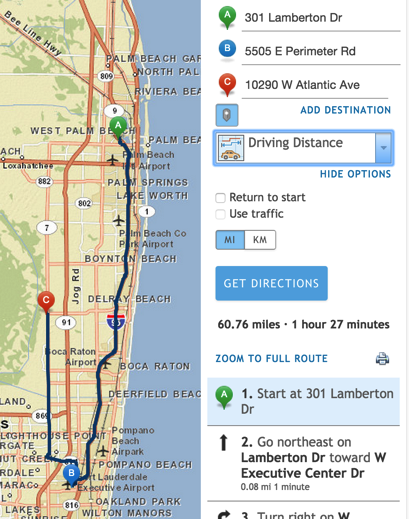 Bee Line Hwy
PALM BEACH GAR
NORTH PAL
809
RIVIERA BEA
9
WEST PALM BEACH
A
PALM BEA
ACH
Loxahatchee
Palm Beach
Airport
882
PALM SPRINGS
LAKE WORTH
802
1
7
Palm Beach Co
Park Airport
BOYNTON BEACH
Jog Rd
C
DELRAY BEACH
91
Boca Raton
Airport
BOCA RATON
DEERFIELD BEAC
LAND
869
LIGHTHOUSE POINT
RGATE
NUT CREEK
Pompano
Beach
Airpark
POMPANO BEACH
RDALE
MARAC
B
Fort Lauderdale
Executive Airport
OAKLAND PARK
816
LAKES
WILTON MANORS
A
301 Lamberton Dr
B
5505 E Perimeter Rd
C
10290 W Atlantic Ave
ADD DESTINATION
Driving Distance
HIDE OPTIONS
Return to start
Use traffic
MI KM
GET DIRECTIONS
60.76 miles · 1 hour 27 minutes
ZOOM TO FULL ROUTE
A
1. Start at 301 Lamberton
Dr
2. Go northeast on
Lamberton Dr toward W
Executive Center Dr
0.08 mi 1 minute
3. Turn right on W